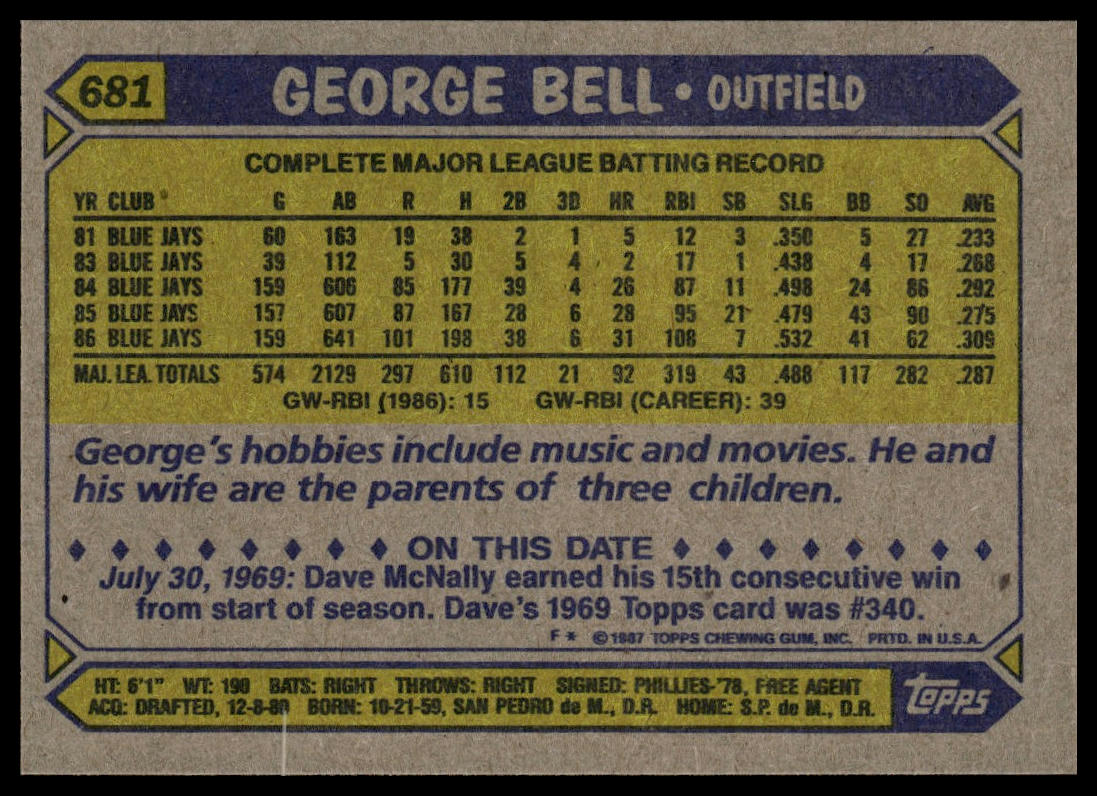 681 GEORGE BELL • OUTFIELD
COMPLETE MAJOR LEAGUE BATTING RECORD
YR CLUB G AB R H 2B 3B HR RBI SB SLG BB SO AVG
81 BLUE JAYS 60 163 19 38 2 1 5 12 3 .350 5 27 .233
83 BLUE JAYS 39 112 5 30 5 4 2 17 1 .438 4 17 .268
84 BLUE JAYS 159 606 85 177 39 4 26 87 11 .498 24 86 .292
85 BLUE JAYS 157 607 87 167 28 6 28 95 21 .479 43 90 .275
86 BLUE JAYS 159 641 101 198 38 6 31 108 7 .532 41 62 .309
MAJ. LEA. TOTALS 574 2129 297 610 112 21 92 319 43 .488 117 282 .287
GW-RBI (1986): 15 GW-RBI (CAREER): 39
George's hobbies include music and movies. He and
his wife are the parents of three children.
ON THIS DATE
July 30, 1969: Dave McNally earned his 15th consecutive win
from start of season. Dave's 1969 Topps card was #340.
F * © 1987 TOPPS CHEWING GUM, INC. PRTD. IN U.S.A.
HT: 6'1" WT: 190 BATS: RIGHT THROWS: RIGHT SIGNED: PHILLIES-'78, FREE AGENT
ACQ: DRAFTED, 12-8-80 BORN: 10-21-59, SAN PEDRO de M., D.R. HOME: S.P. de M., D.R.
topps